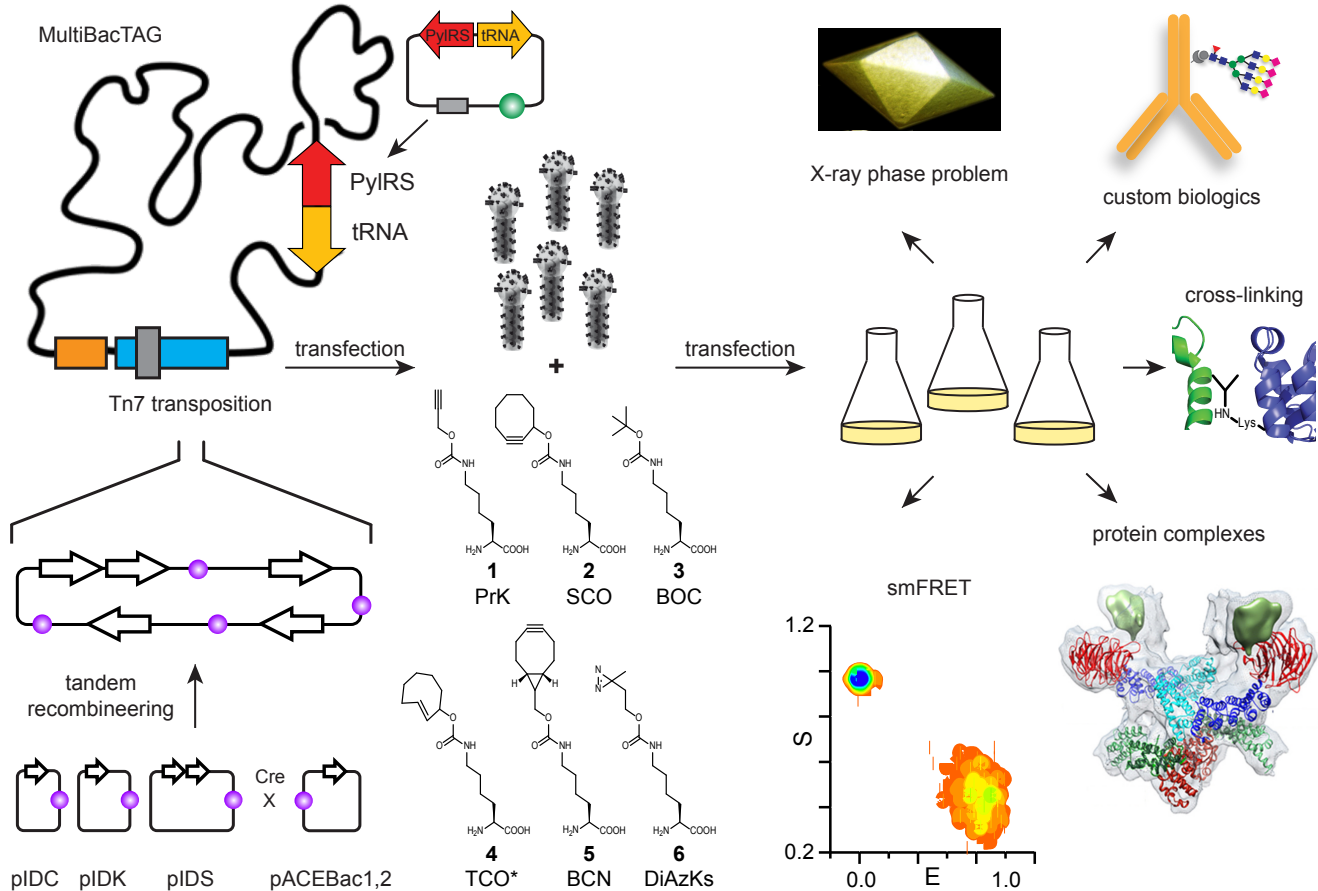 MultiBacTAG
PylRS tRNA
PylRS
tRNA
Tn7 transposition
transfection
+
transfection
X-ray phase problem
custom biologics
cross-linking
HN
Lys
protein complexes
smFRET
O
O
NH
H₂N COOH
1
PrK
O
O
NH
H₂N COOH
2
SCO
O
O
NH
H₂N COOH
3
BOC
O
O
NH
H₂N COOH
4
TCO*
H H
O
O
NH
H₂N COOH
5
BCN
N
N
O
O
NH
H₂N COOH
6
DiAzKs
tandem
recombineering
Cre
X
pIDC pIDK pIDS pACEBac1,2
1.2
S
0.2
0.0 E 1.0